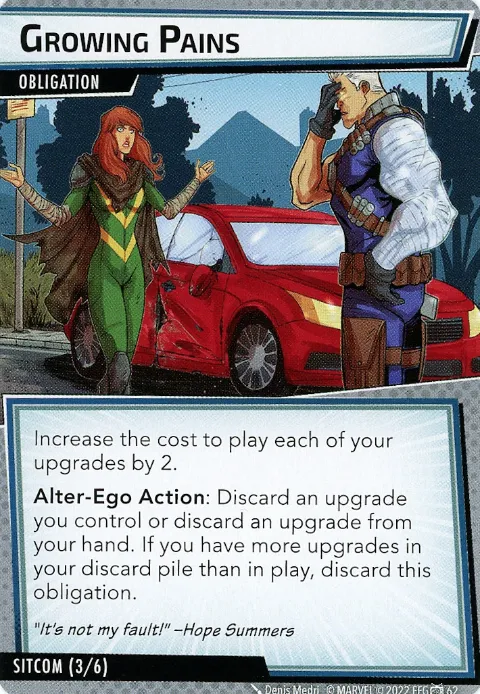 GROWING PAINS
OBLIGATION
Increase the cost to play each of your
upgrades by 2.
Alter-Ego Action: Discard an upgrade
you control or discard an upgrade from
your hand. If you have more upgrades in
your discard pile than in play, discard this
obligation.
"It's not my fault!" –Hope Summers
SITCOM (3/6)
Denis Medri © MARVEL © 2022 FFG 62